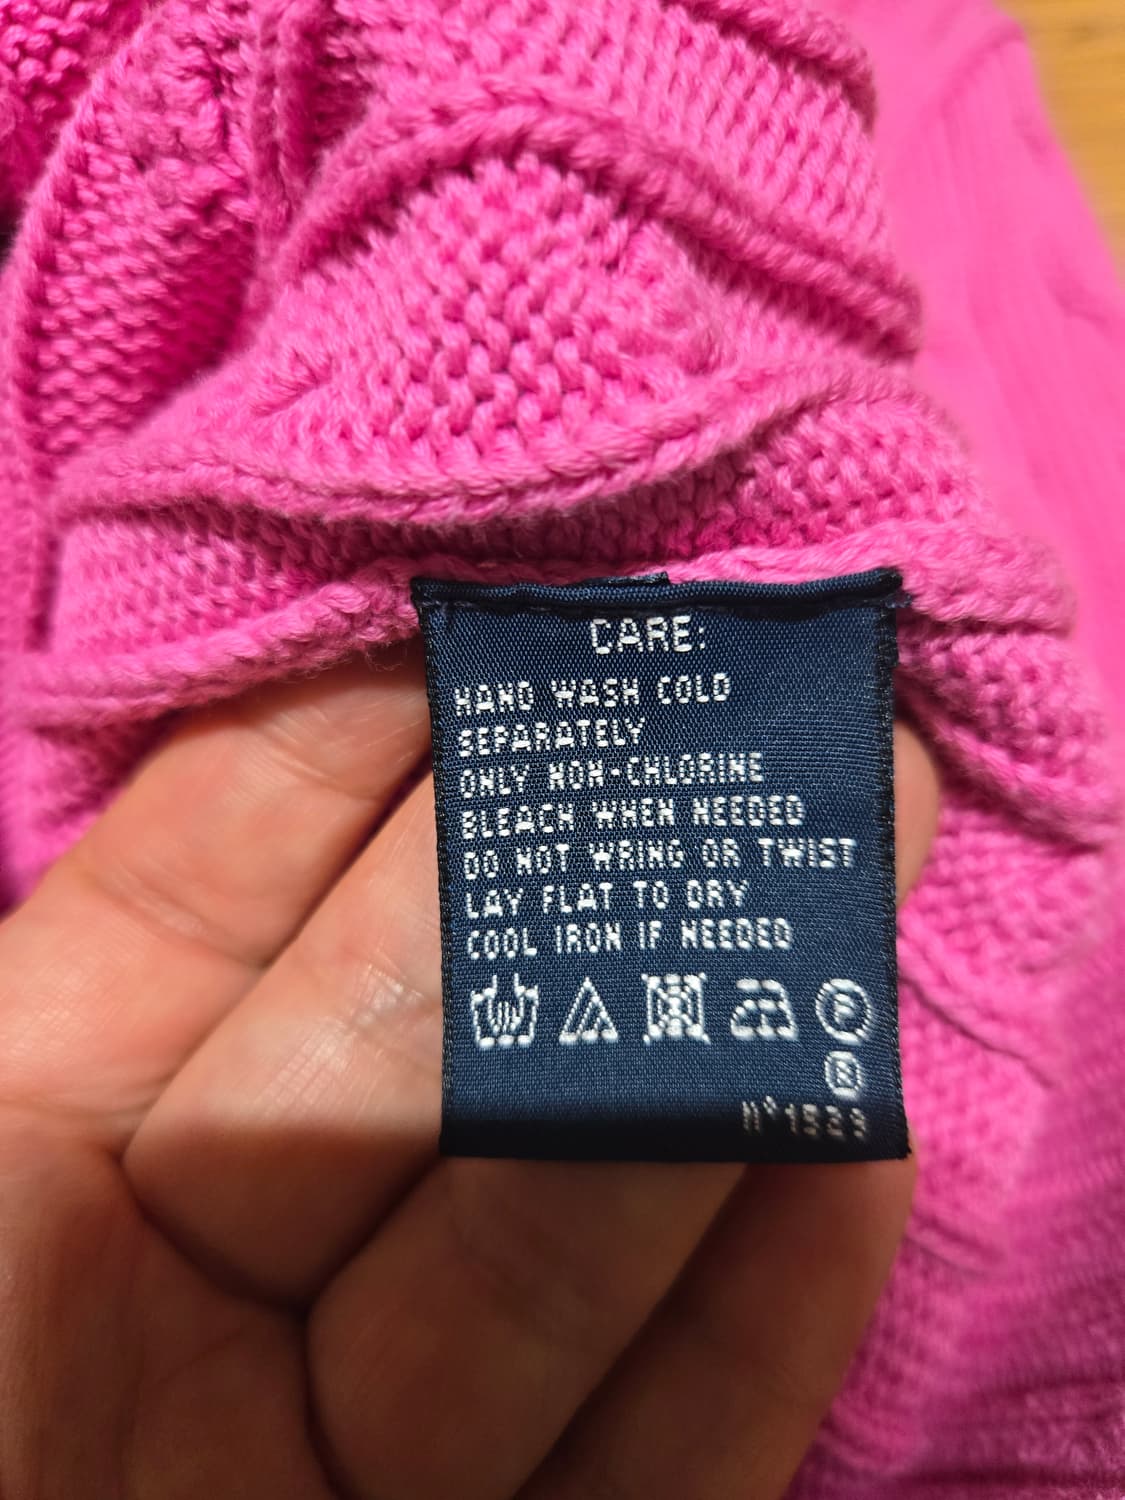 CARE:
HAND WASH COLD
SEPARATELY
ONLY NON-CHLORINE
BLEACH WHEN NEEDED
DO NOT WRING OR TWIST
LAY FLAT TO DRY
COOL IRON IF NEEDED
P
N°1523